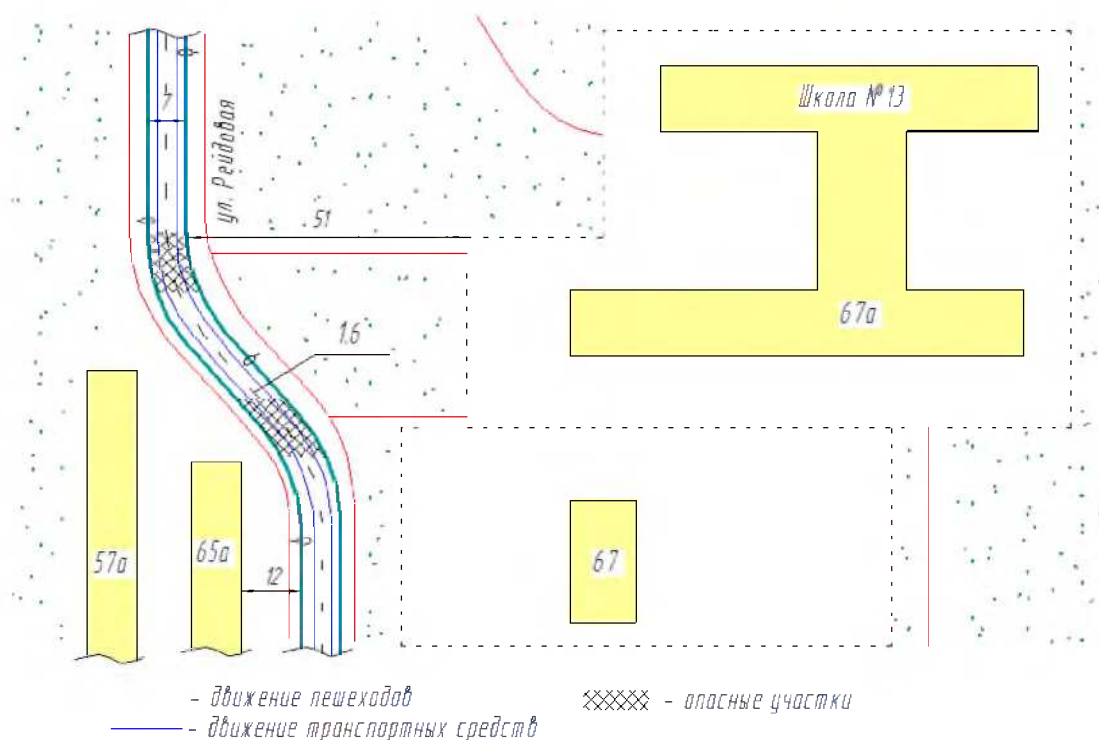 7
Школа № 13
ул. Рейдовая
51
67а
1.6
57а
65а
12
67
- движение пешеходов
- опасные участки
- движение транспортных средств